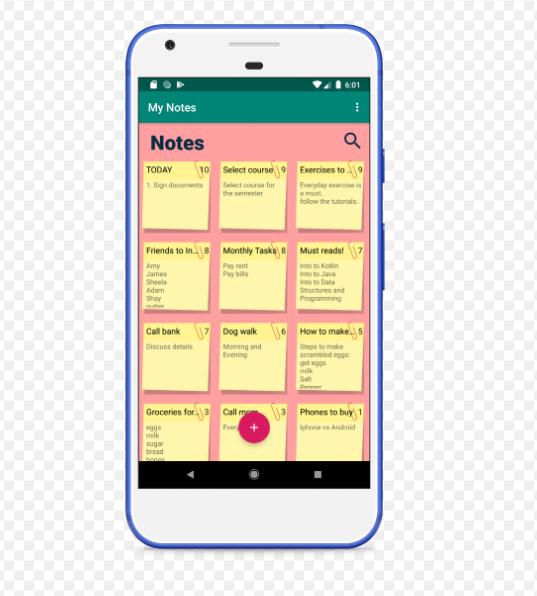 6:01
My Notes
Notes
TODAY 10
1. Sign documents
Select course 9
Select course for
the semester
Exercises to .. 9
Everyday exercise is
a must.
follow the tutorials.
Friends to In... 8
Amy
James
Sheela
Adam
Shay
Monthly Tasks 8
Pay rent
Pay bills
Must reads! 7
Into to Kotlin
Into to Java
Into to Data
Structures and
Programming
Call bank 7
Discuss details
Dog walk 6
Morning and
Evening
How to make... 5
Steps to make
scrambled eggs:
get eggs
milk
Salt
Pepper
Groceries for.. 3
eggs
milk
sugar
bread
honey
Call mom 3
Phones to buy 1
Iphone vs Android